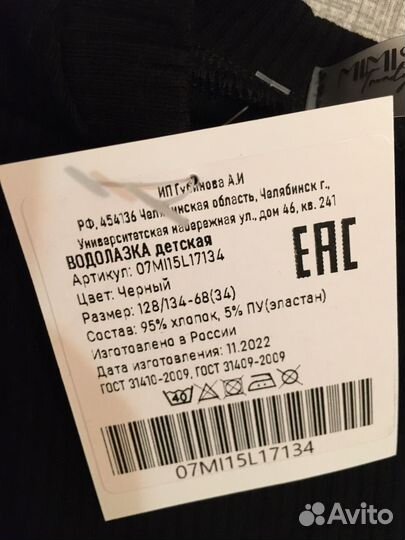 MIMI
ИП Губинова А.И
РФ, 454136 Челябинская область, Челябинск г.,
Университетская набережная ул., дом 46, кв. 241
ВОДОЛАЗКА детская
Артикул: 07MI15L17134
Цвет: Черный
Размер: 128/134-68(34)
Состав: 95% хлопок, 5% ПУ(эластан)
Изготовлено в России
Дата изготовления: 11.2022
ГОСТ 31410-2009, ГОСТ 31409-2009
EAC
40
07MI15L17134
Avito